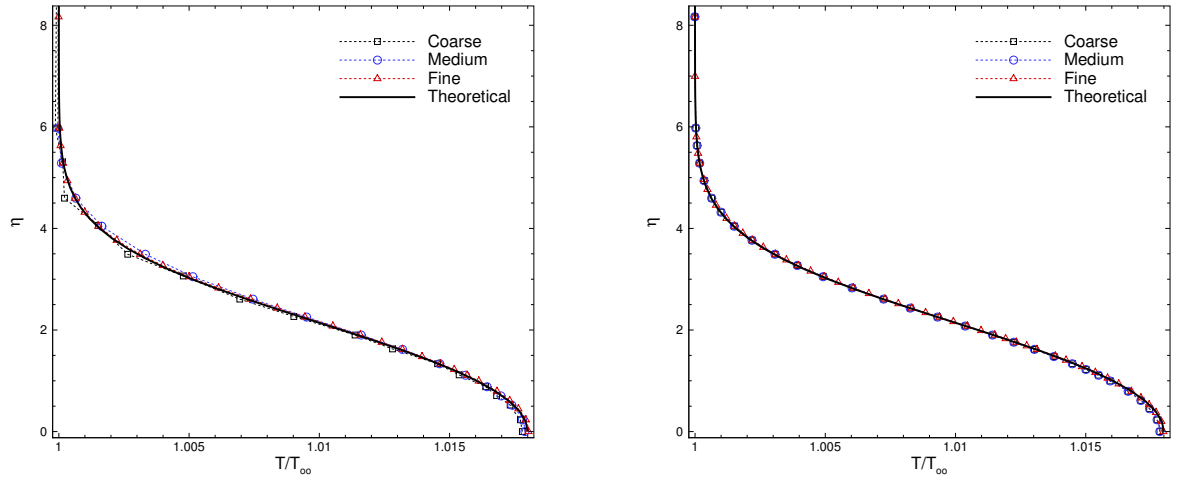 8
6
4
2
0
η
1
1.005
1.01
1.015
T/T∞
Coarse
Medium
Fine
Theoretical
8
6
4
2
0
η
1
1.005
1.01
1.015
T/T∞
Coarse
Medium
Fine
Theoretical